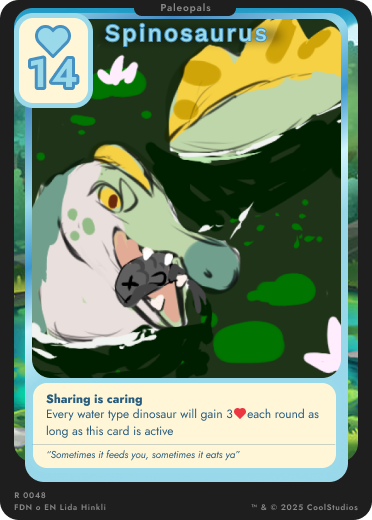 Paleopals
Spinosaurus
14
Sharing is caring
Every water type dinosaur will gain 3❤️each round as
long as this card is active
“Sometimes it feeds you, sometimes it eats ya”
R 0048
FDN o EN Lida Hinkli
™ & © 2025 CoolStudios